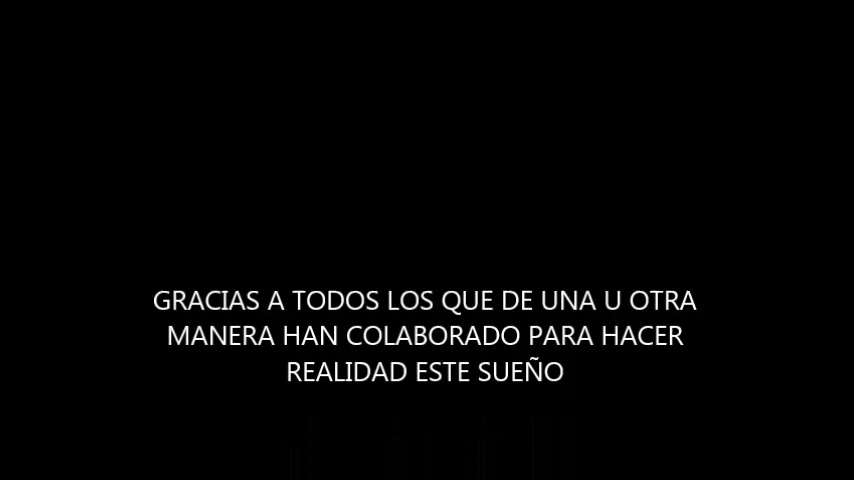 GRACIAS A TODOS LOS QUE DE UNA U OTRA
MANERA HAN COLABORADO PARA HACER
REALIDAD ESTE SUEÑO